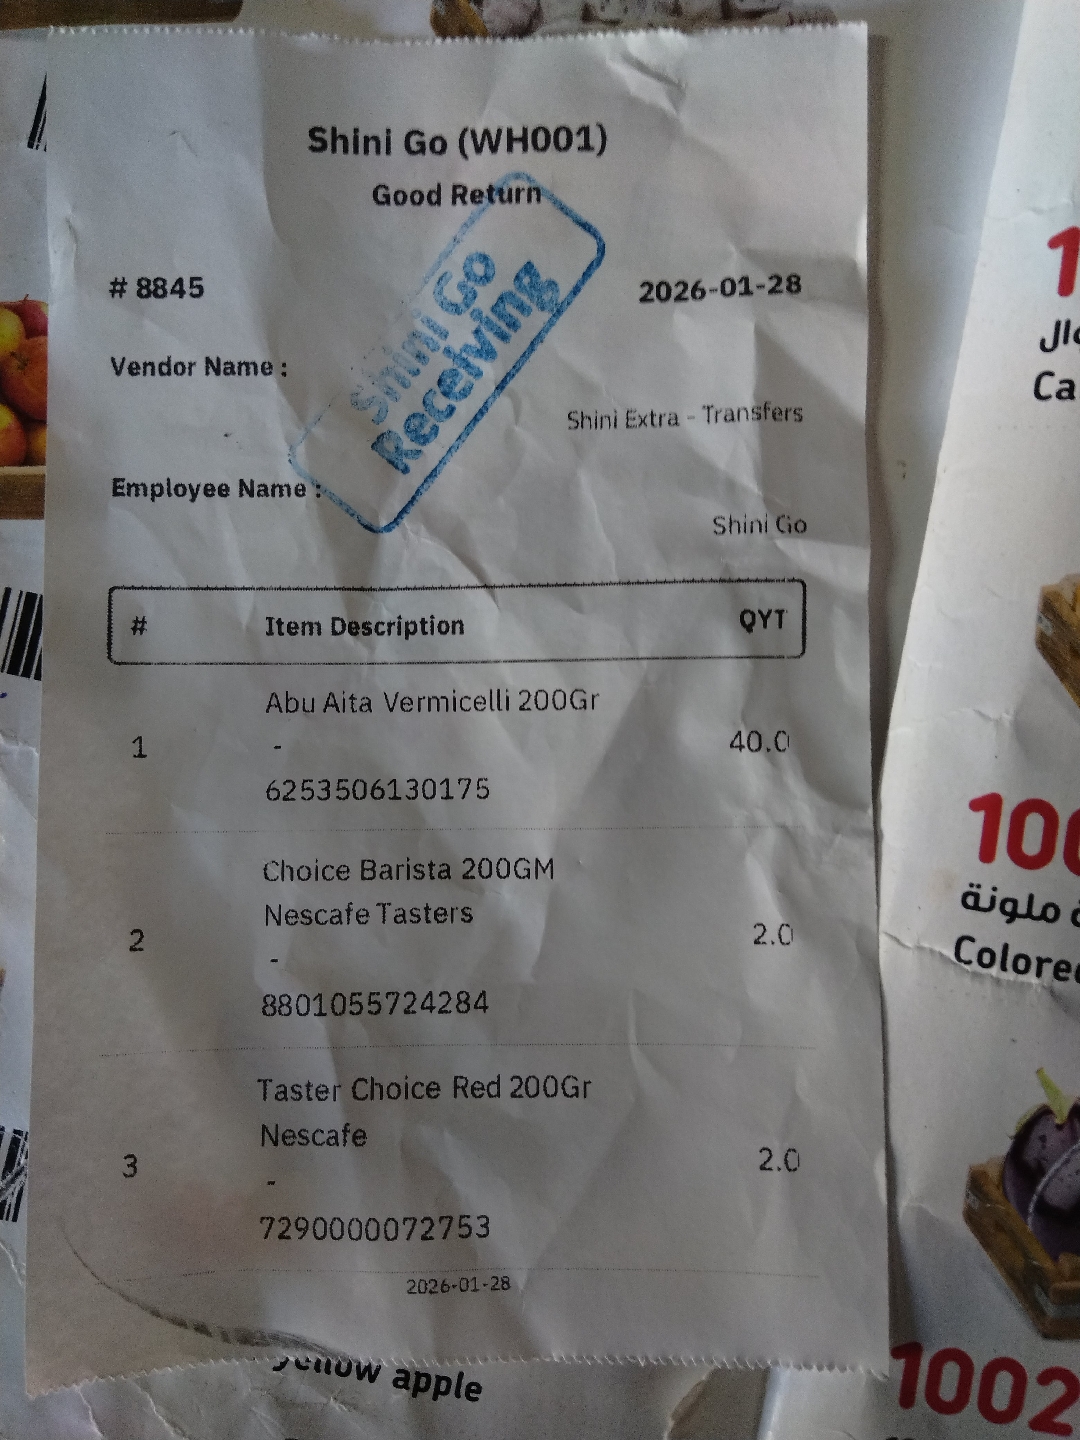 Shini Go (WH001)
Good Return
Shini Go
Receiving
# 8845
2026-01-28
Vendor Name :
Shini Extra - Transfers
Employee Name :
Shini Go
# Item Description QYT
Abu Aita Vermicelli 200Gr
1 - 40.0
6253506130175
Choice Barista 200GM
Nescafe Tasters
2 2.0
-
8801055724284
Taster Choice Red 200Gr
Nescafe
3 2.0
-
7290000072753
2026-01-28
yellow apple
ملونة
1002